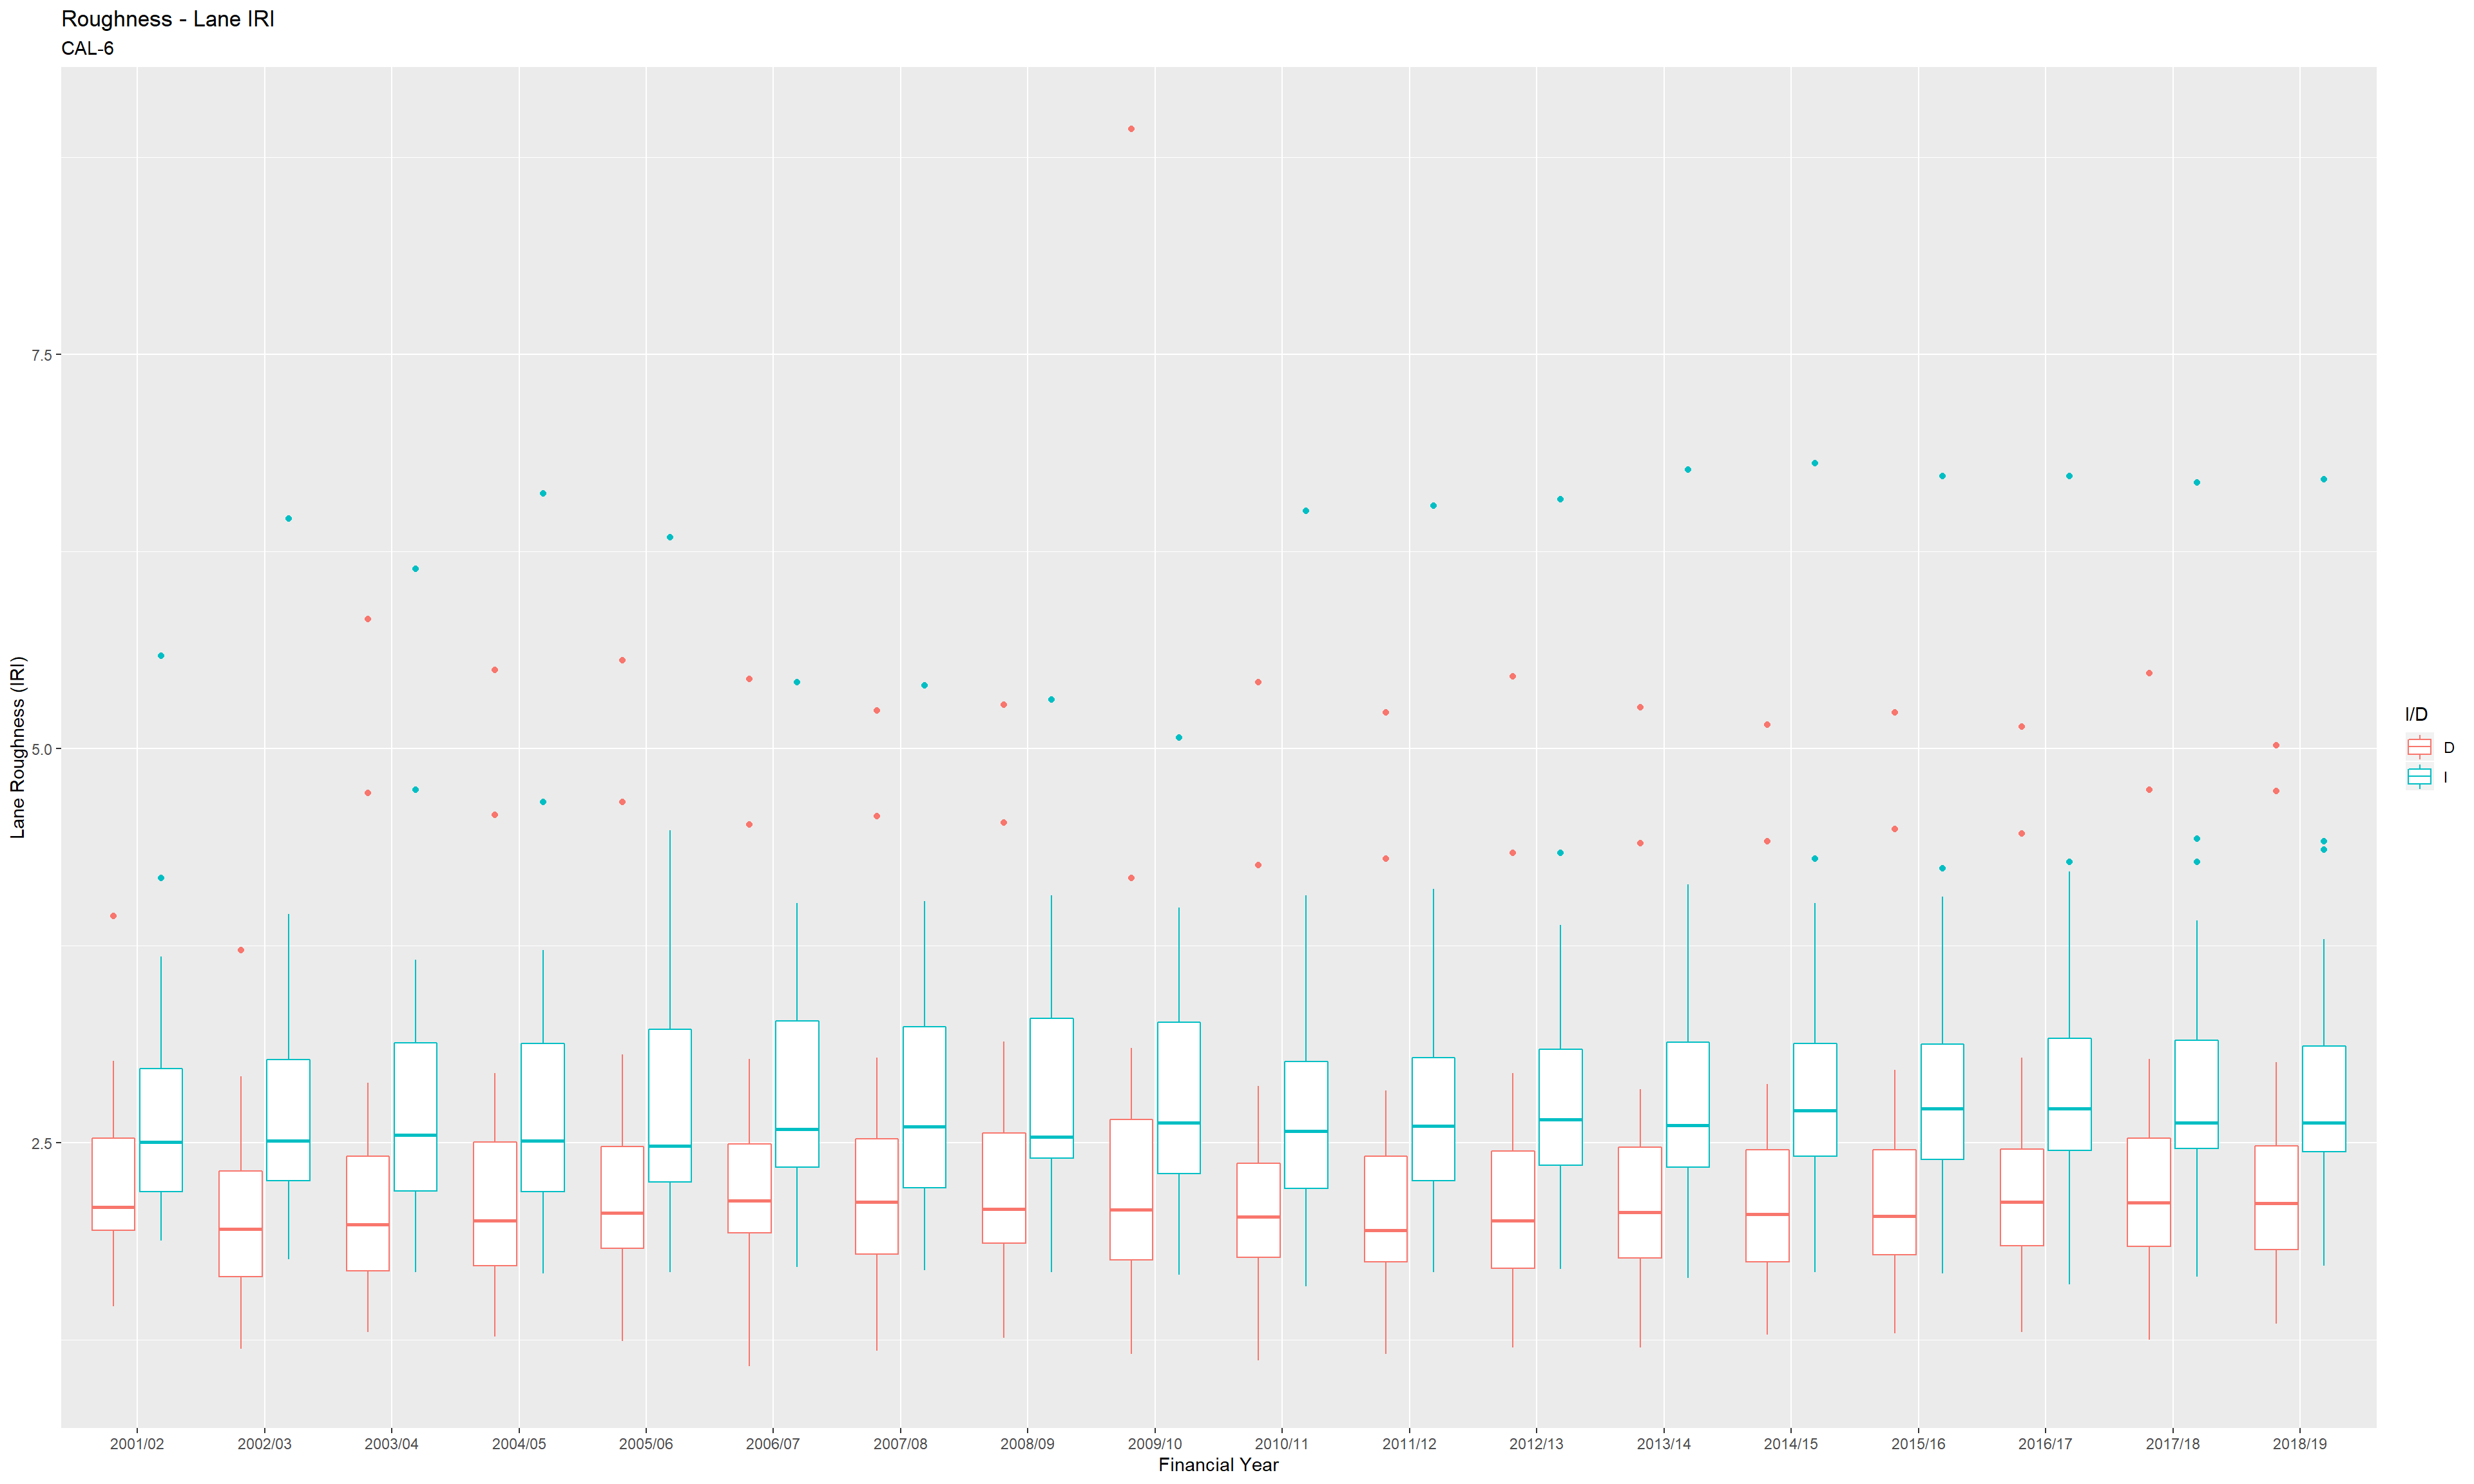 Roughness - Lane IRI
CAL-6
Lane Roughness (IRI)
7.5
5.0
2.5
2001/02 2002/03 2003/04 2004/05 2005/06 2006/07 2007/08 2008/09 2009/10 2010/11 2011/12 2012/13 2013/14 2014/15 2015/16 2016/17 2017/18 2018/19
Financial Year
I/D
D
I